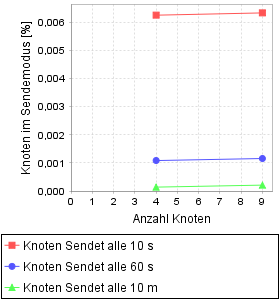 Knoten im Sendemodus [%]
0,006
0,005
0,004
0,003
0,002
0,001
0,000
0 1 2 3 4 5 6 7 8 9
Anzahl Knoten
Knoten Sendet alle 10 s
Knoten Sendet alle 60 s
Knoten Sendet alle 10 m